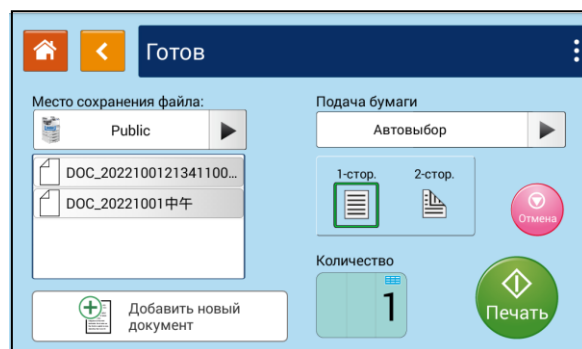 Готов
Место сохранения файла:
Public
DOC_2022100121341100...
DOC_20221001中午
Добавить новый
документ
Подача бумаги
Автовыбор
1-стор.
2-стор.
Отмена
Количество
1
Печать